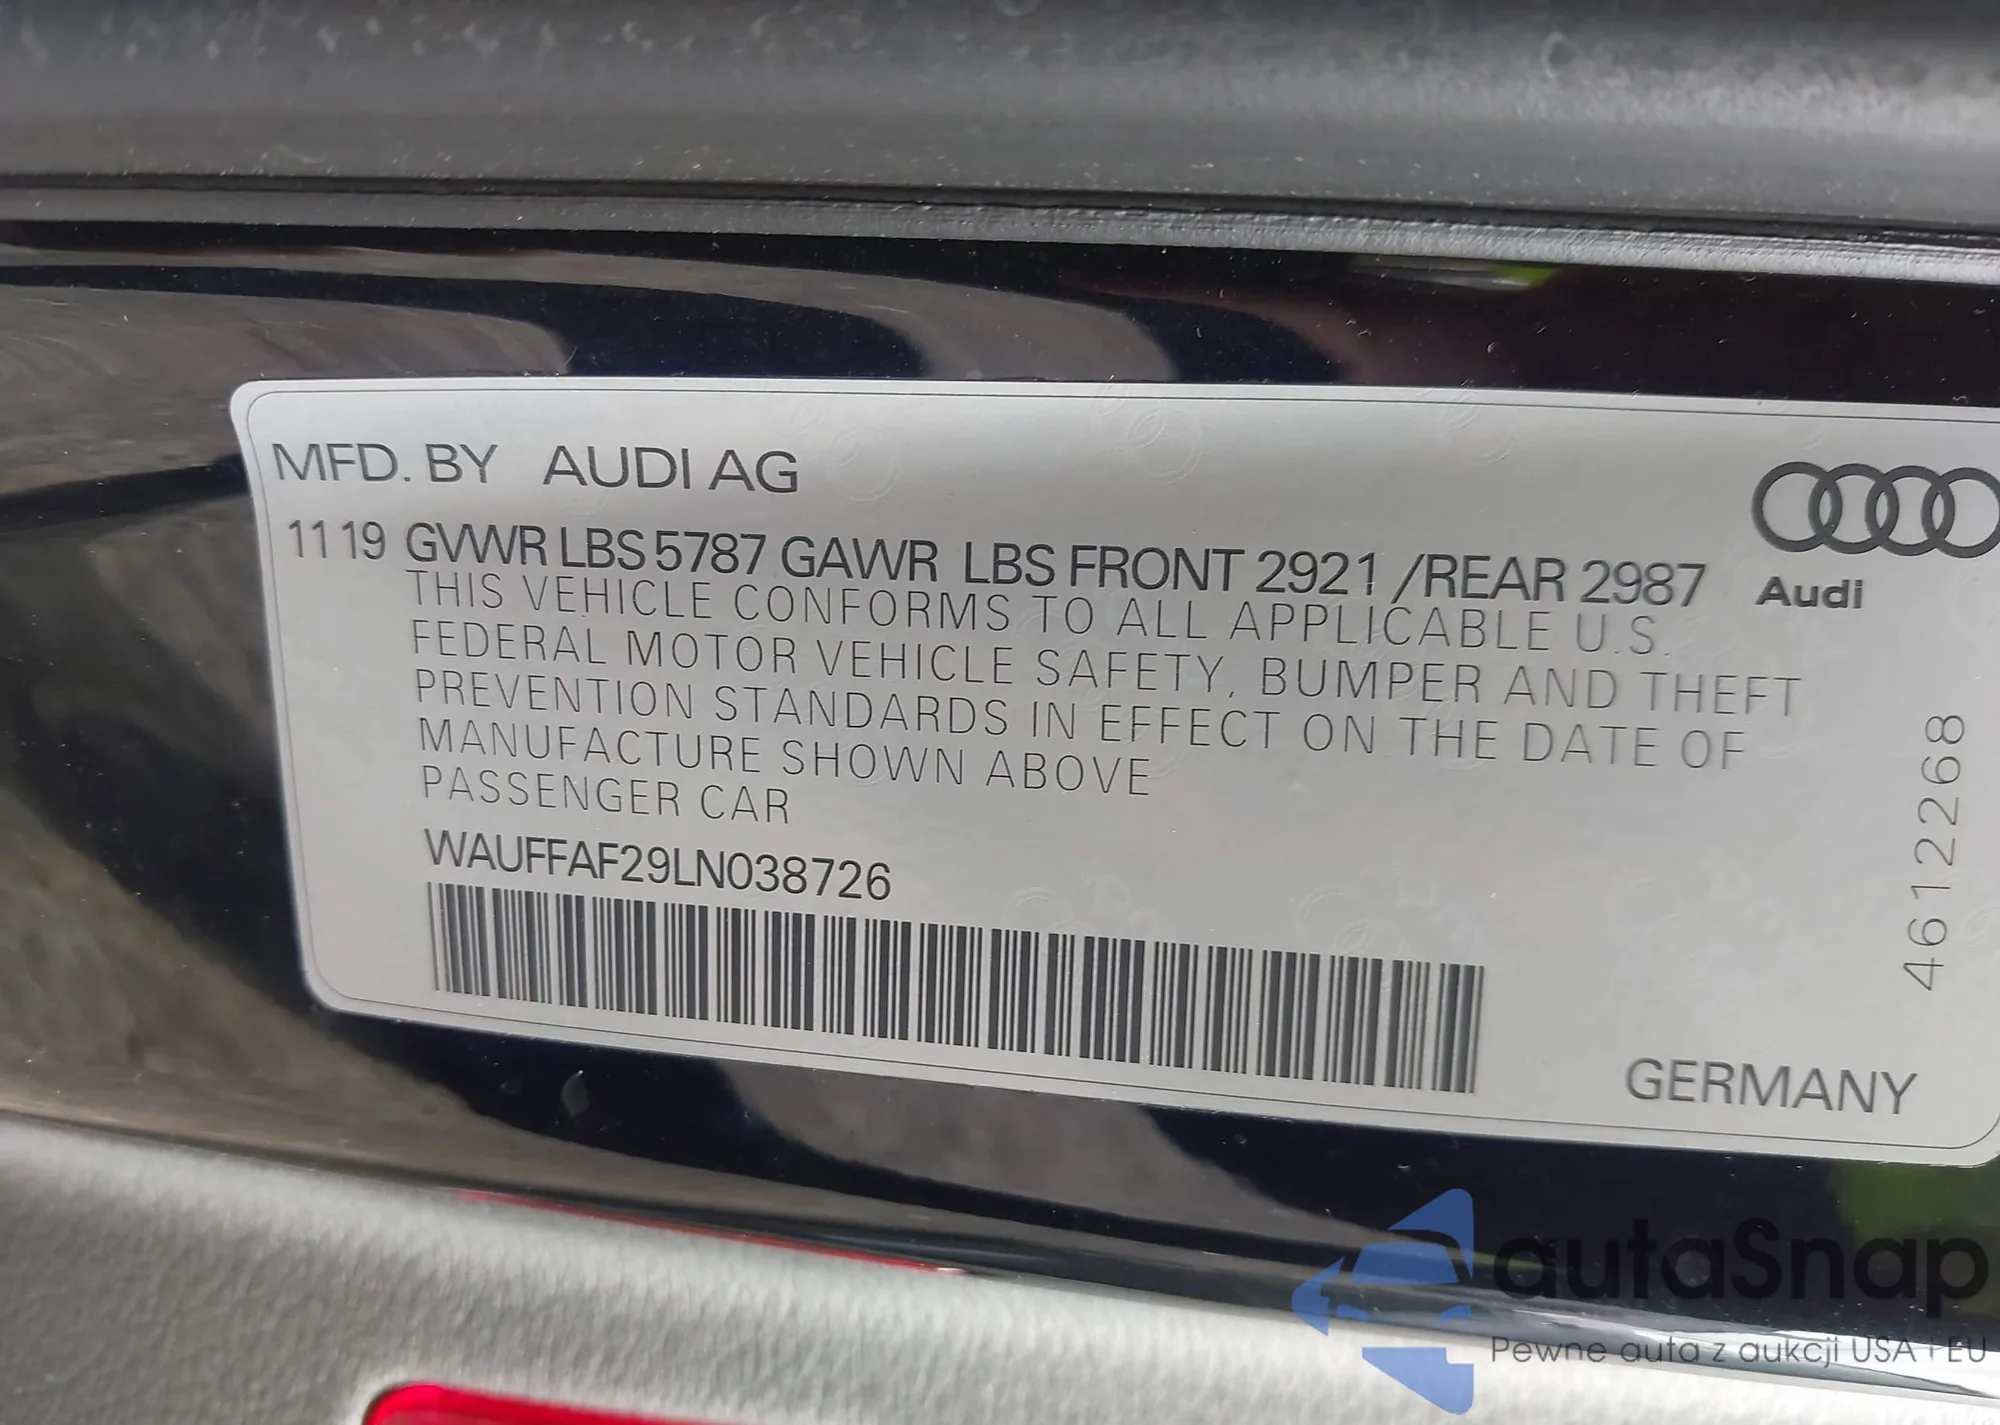 MFD. BY AUDI AG
11 19 GVWR LBS 5787 GAWR LBS FRONT 2921 /REAR 2987
Audi
THIS VEHICLE CONFORMS TO ALL APPLICABLE U.S.
FEDERAL MOTOR VEHICLE SAFETY, BUMPER AND THEFT
PREVENTION STANDARDS IN EFFECT ON THE DATE OF
MANUFACTURE SHOWN ABOVE
PASSENGER CAR
WAUFFAF29LN038726
4612268
GERMANY
autaSnap
Pewne auta z aukcji USA i EU